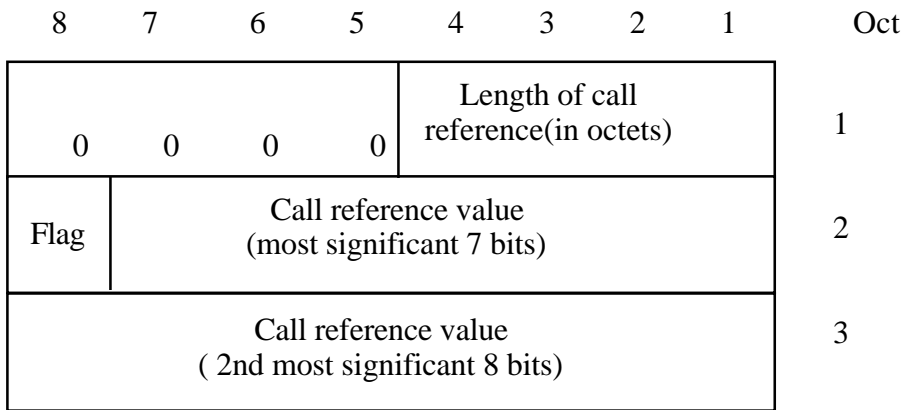 8 7 6 5 4 3 2 1 Oct
Length of call
reference(in octets)
0 0 0 0
1
Flag
Call reference value
(most significant 7 bits)
2
Call reference value
( 2nd most significant 8 bits)
3